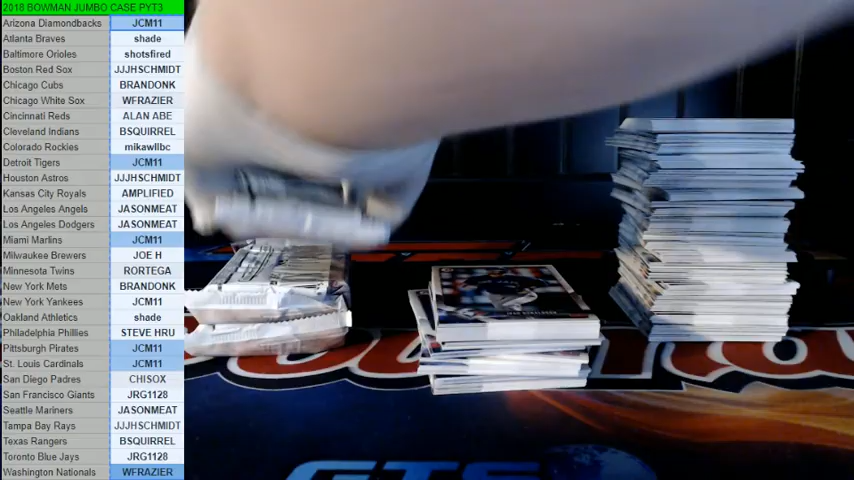 2018 BOWMAN JUMBO CASE PYT3
Arizona Diamondbacks JCM11
Atlanta Braves shade
Baltimore Orioles shotsfired
Boston Red Sox JJJHSCHMIDT
Chicago Cubs BRANDONK
Chicago White Sox WFRAZIER
Cincinnati Reds ALAN ABE
Cleveland Indians BSQUIRREL
Colorado Rockies mikawllbc
Detroit Tigers JCM11
Houston Astros JJJHSCHMIDT
Kansas City Royals AMPLIFIED
Los Angeles Angels JASONMEAT
Los Angeles Dodgers JASONMEAT
Miami Marlins JCM11
Milwaukee Brewers JOE H
Minnesota Twins RORTEGA
New York Mets BRANDONK
New York Yankees JCM11
Oakland Athletics shade
Philadelphia Phillies STEVE HRU
Pittsburgh Pirates JCM11
St. Louis Cardinals JCM11
San Diego Padres CHISOX
San Francisco Giants JRG1128
Seattle Mariners JASONMEAT
Tampa Bay Rays JJJHSCHMIDT
Texas Rangers BSQUIRREL
Toronto Blue Jays JRG1128
Washington Nationals WFRAZIER
GTS